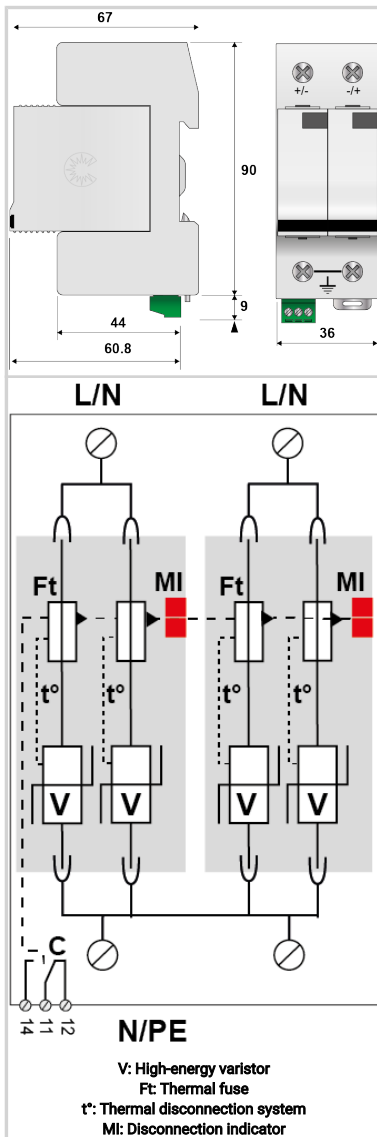 67
+/-
-/+
90
44
9
60.8
36
L/N L/N
Ft MI Ft MI
t° t° t° t°
V V V V
C
14 11 12
N/PE
V: High-energy varistor
Ft: Thermal fuse
t°: Thermal disconnection system
MI: Disconnection indicator